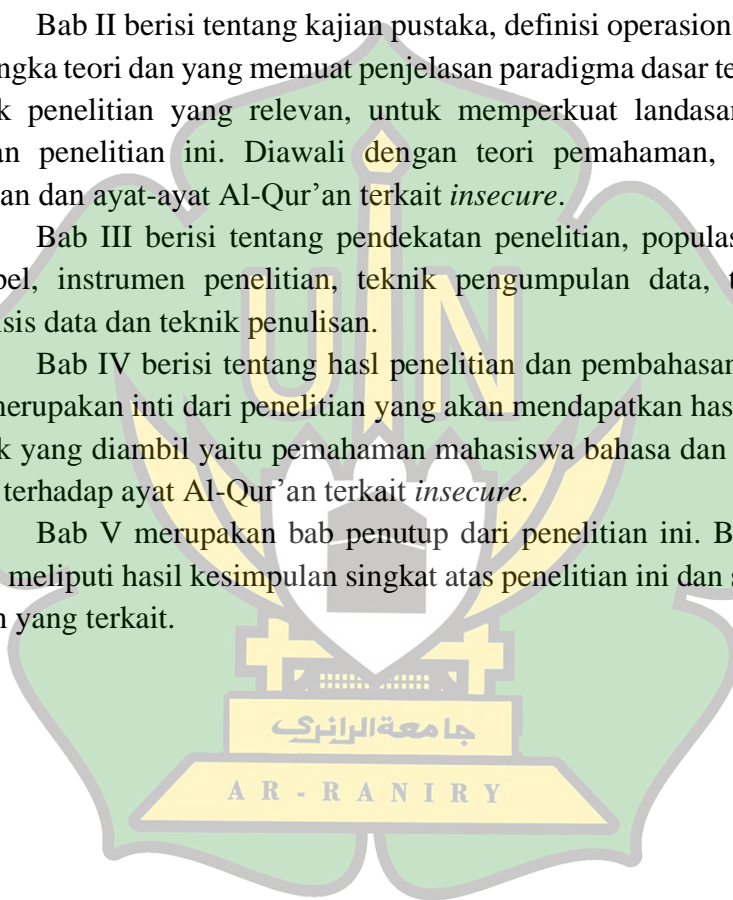 Bab II berisi tentang kajian pustaka, definisi operasion
ngka teori dan yang memuat penjelasan paradigma dasar te
k penelitian yang relevan, untuk memperkuat landasar
an penelitian ini. Diawali dengan teori pemahaman,
an dan ayat-ayat Al-Qur’an terkait insecure.
Bab III berisi tentang pendekatan penelitian, populas
pel, instrumen penelitian, teknik pengumpulan data, t
isis data dan teknik penulisan.
Bab IV berisi tentang hasl penelitian dan pembahasan
merupakan inti dari penelitian yang akan mendapatkan has
k yang diambil yaitu pemahaman mahasiswa bahasa dan
terhadap ayat Al-Qur’an terkait insecure.
Bab V merupakan bab penutup dari penelitian ini. B
meliputi hasil kesimpulan singkat atas penelitian ini dan s
n yang terkait.
UIN
جامعة الرانري
AR-RANIRY